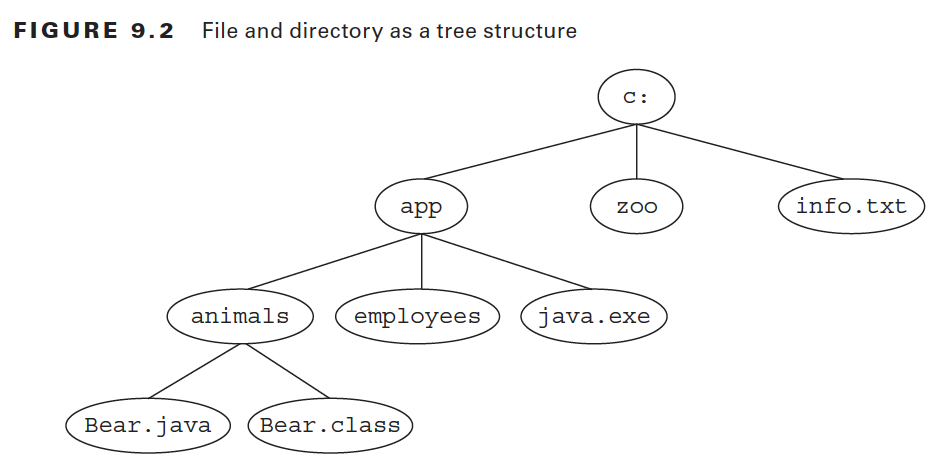 FIGURE 9.2 File and directory as a tree structure
c:
app
zoo
info.txt
animals
employees
java.exe
Bear.java
Bear.class